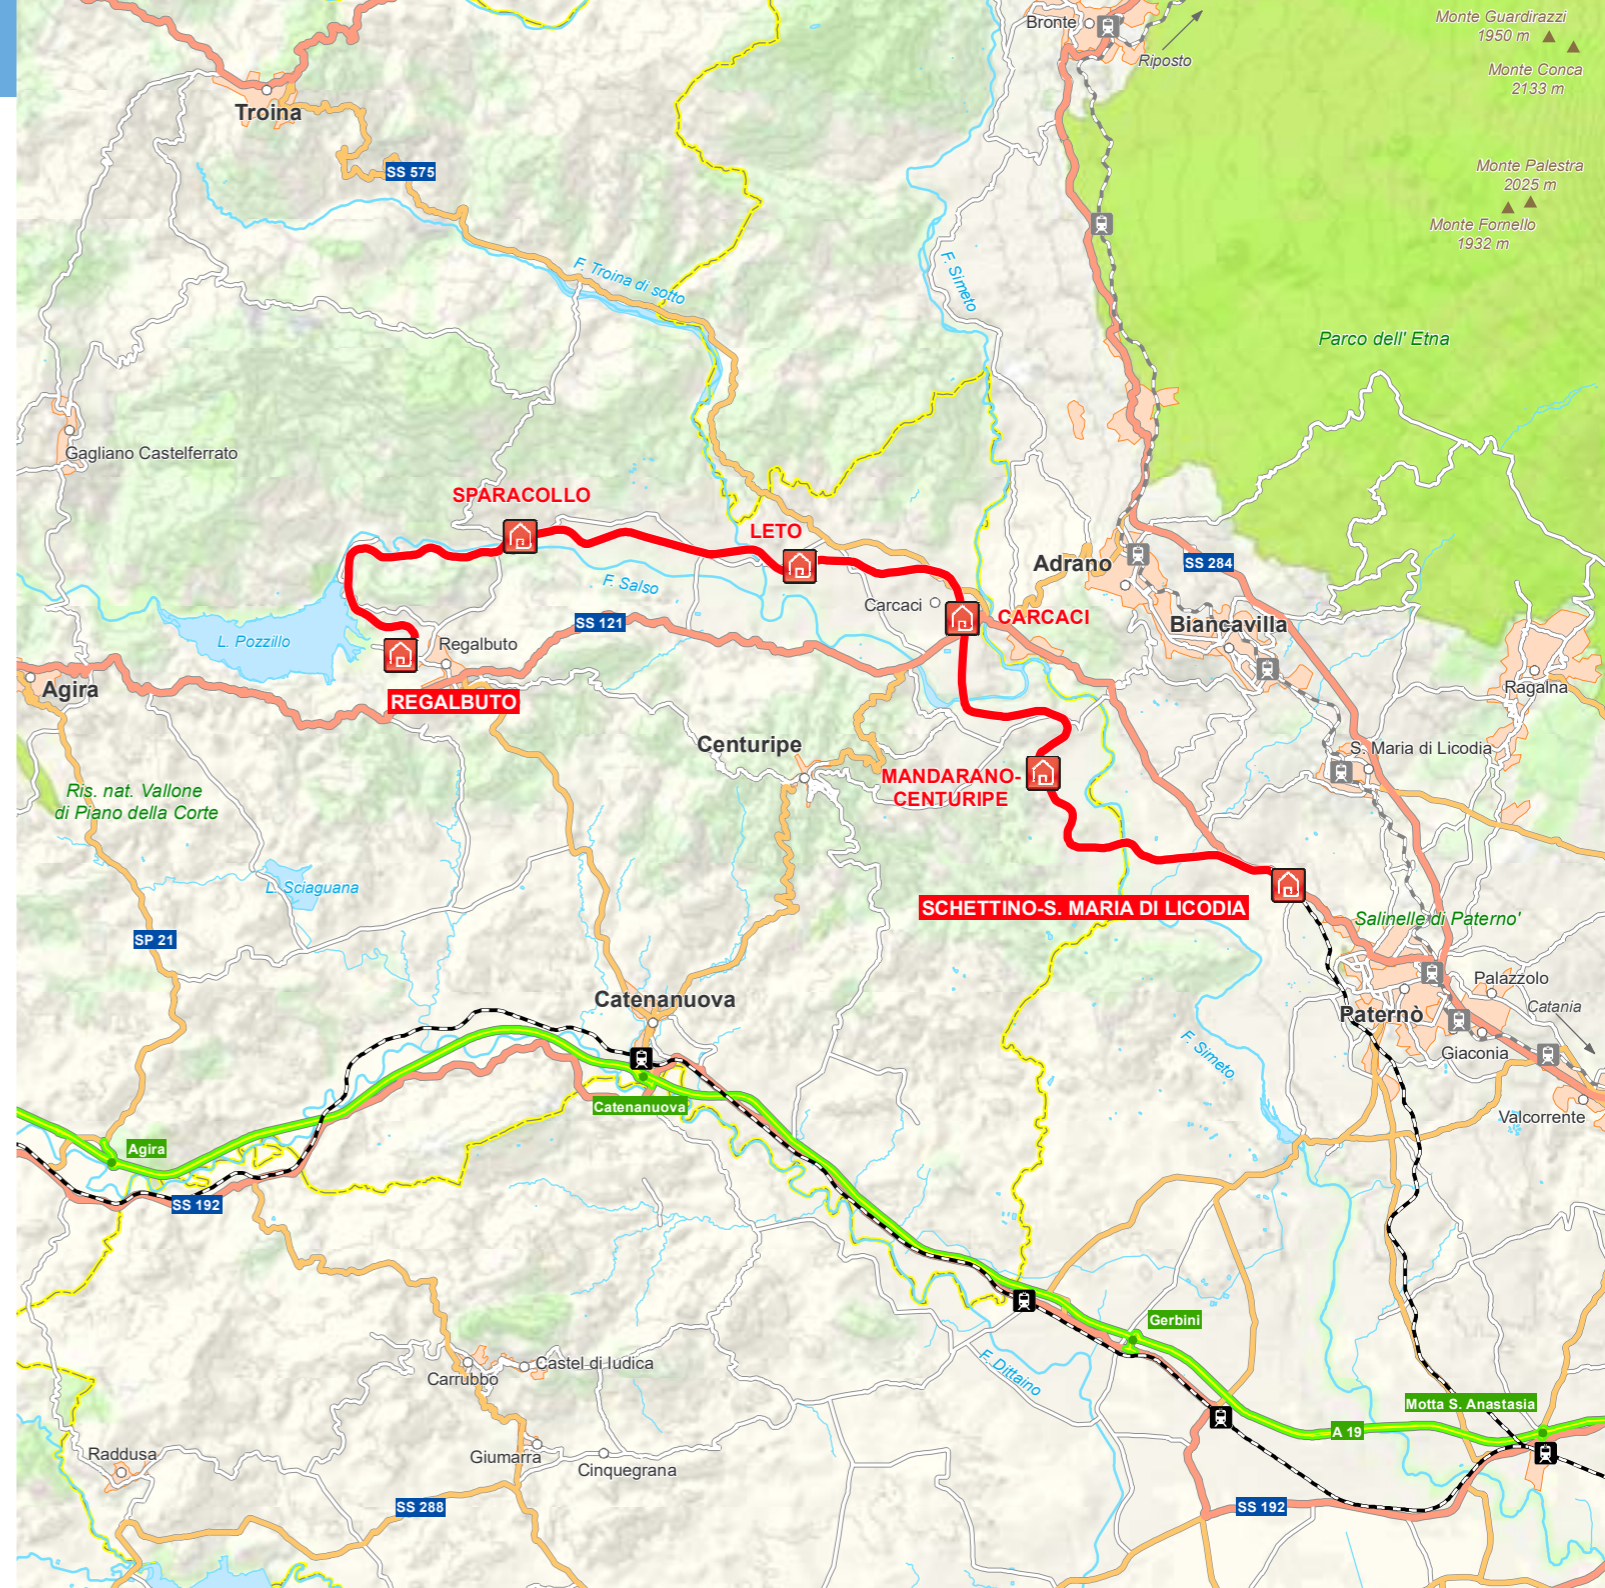 Monte Guardirazzi
1950 m
Bronte
Riposto
Monte Conca
2133 m
Troina
SS 575
Monte Palestra
2025 m
Monte Fornello
1932 m
F. Troina di sotto
F. Simeto
Parco dell' Etna
Gagliano Castelferrato
SPARACOLLO
LETO
Adrano
SS 284
F. Salso
Carcaci
CARCACI
SS 121
Biancavilla
L. Pozzillo
Regalbuto
Agira
REGALBUTO
Ragalna
Centuripe
S. Maria di Licodia
MANDARANO-
CENTURIPE
Ris. nat. Vallone
di Piano della Corte
L. Sciaguana
SCHETTINO-S. MARIA DI LICODIA
Salinelle di Paterno'
SP 21
Palazzolo
Catenanuova
Paternò
Catania
F. Simeto
Giaconia
Catenanuova
Valcorrente
Agira
SS 192
Gerbini
Castel di Iudica
Carrubbo
F. Dittaino
Motta S. Anastasia
A 19
Raddusa
Giumarra
Cinquegrana
SS 288
SS 192